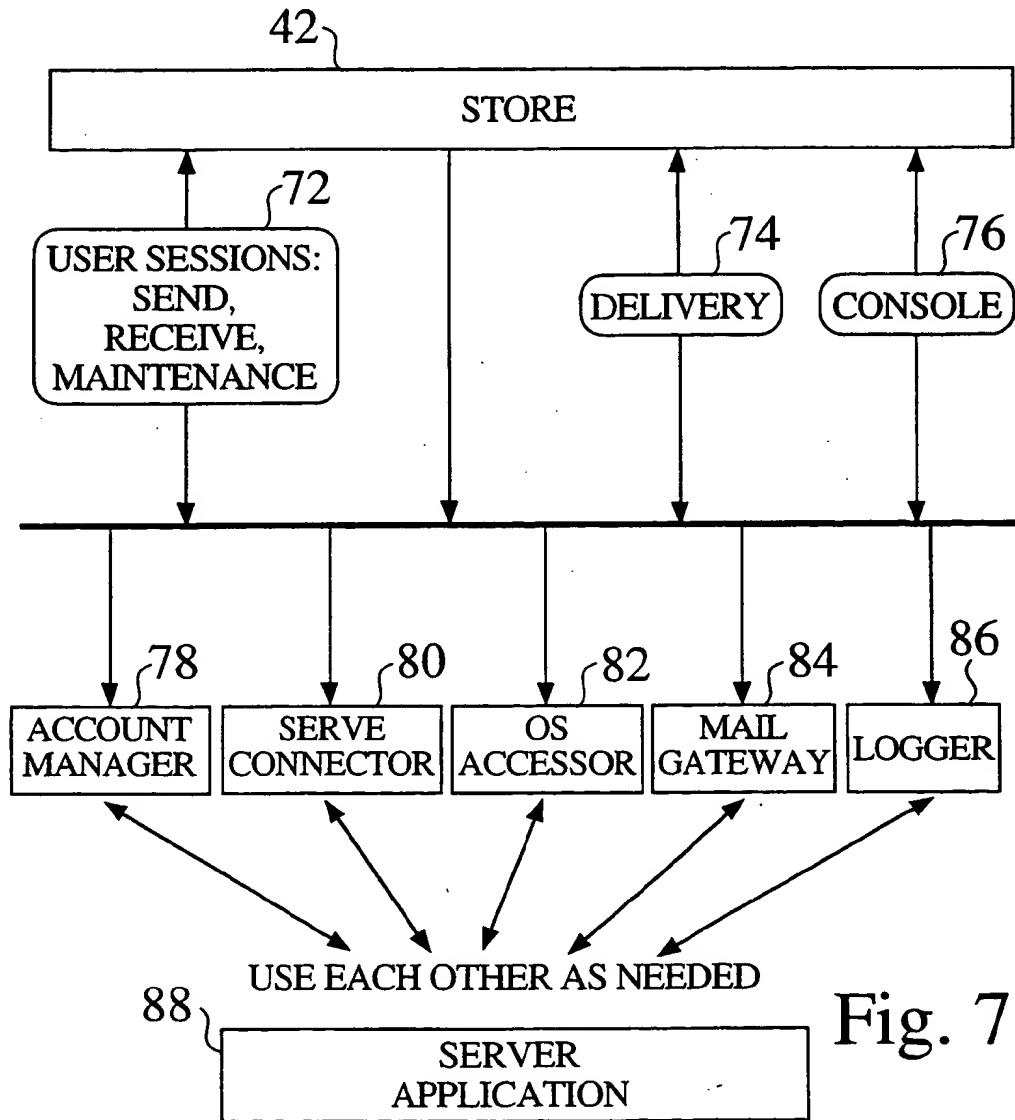 42
STORE
72
USER SESSIONS:
SEND,
RECEIVE,
MAINTENANCE
74
DELIVERY
76
CONSOLE
78
ACCOUNT
MANAGER
80
SERVE
CONNECTOR
82
OS
ACCESSOR
84
MAIL
GATEWAY
86
LOGGER
USE EACH OTHER AS NEEDED
88
SERVER
APPLICATION
Fig. 7